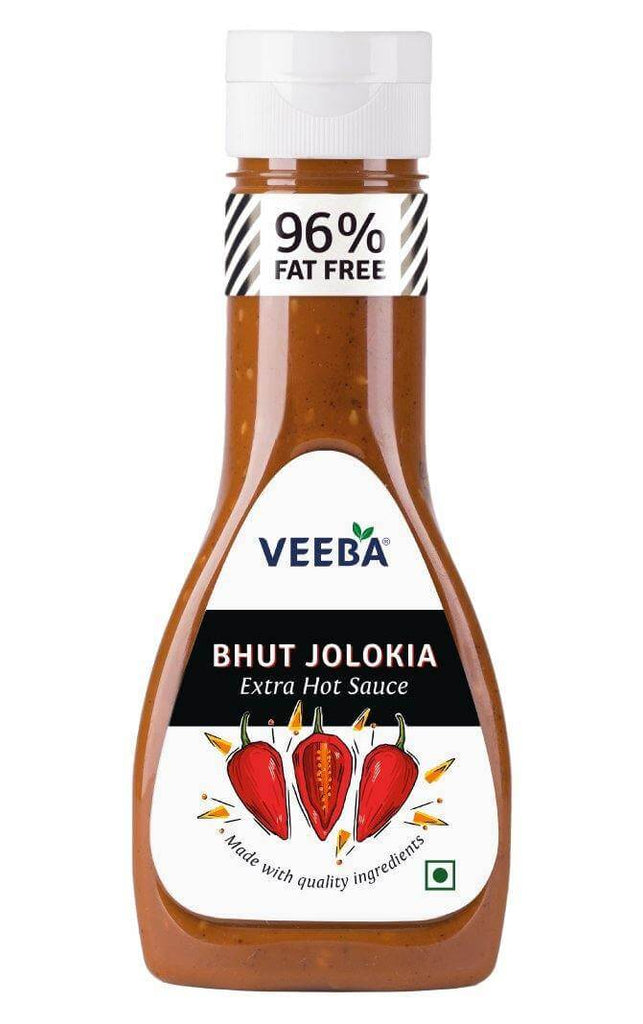 96%
FAT FREE
VEEBA®
BHUT JOLOKIA
Extra Hot Sauce
Made with quality ingredients